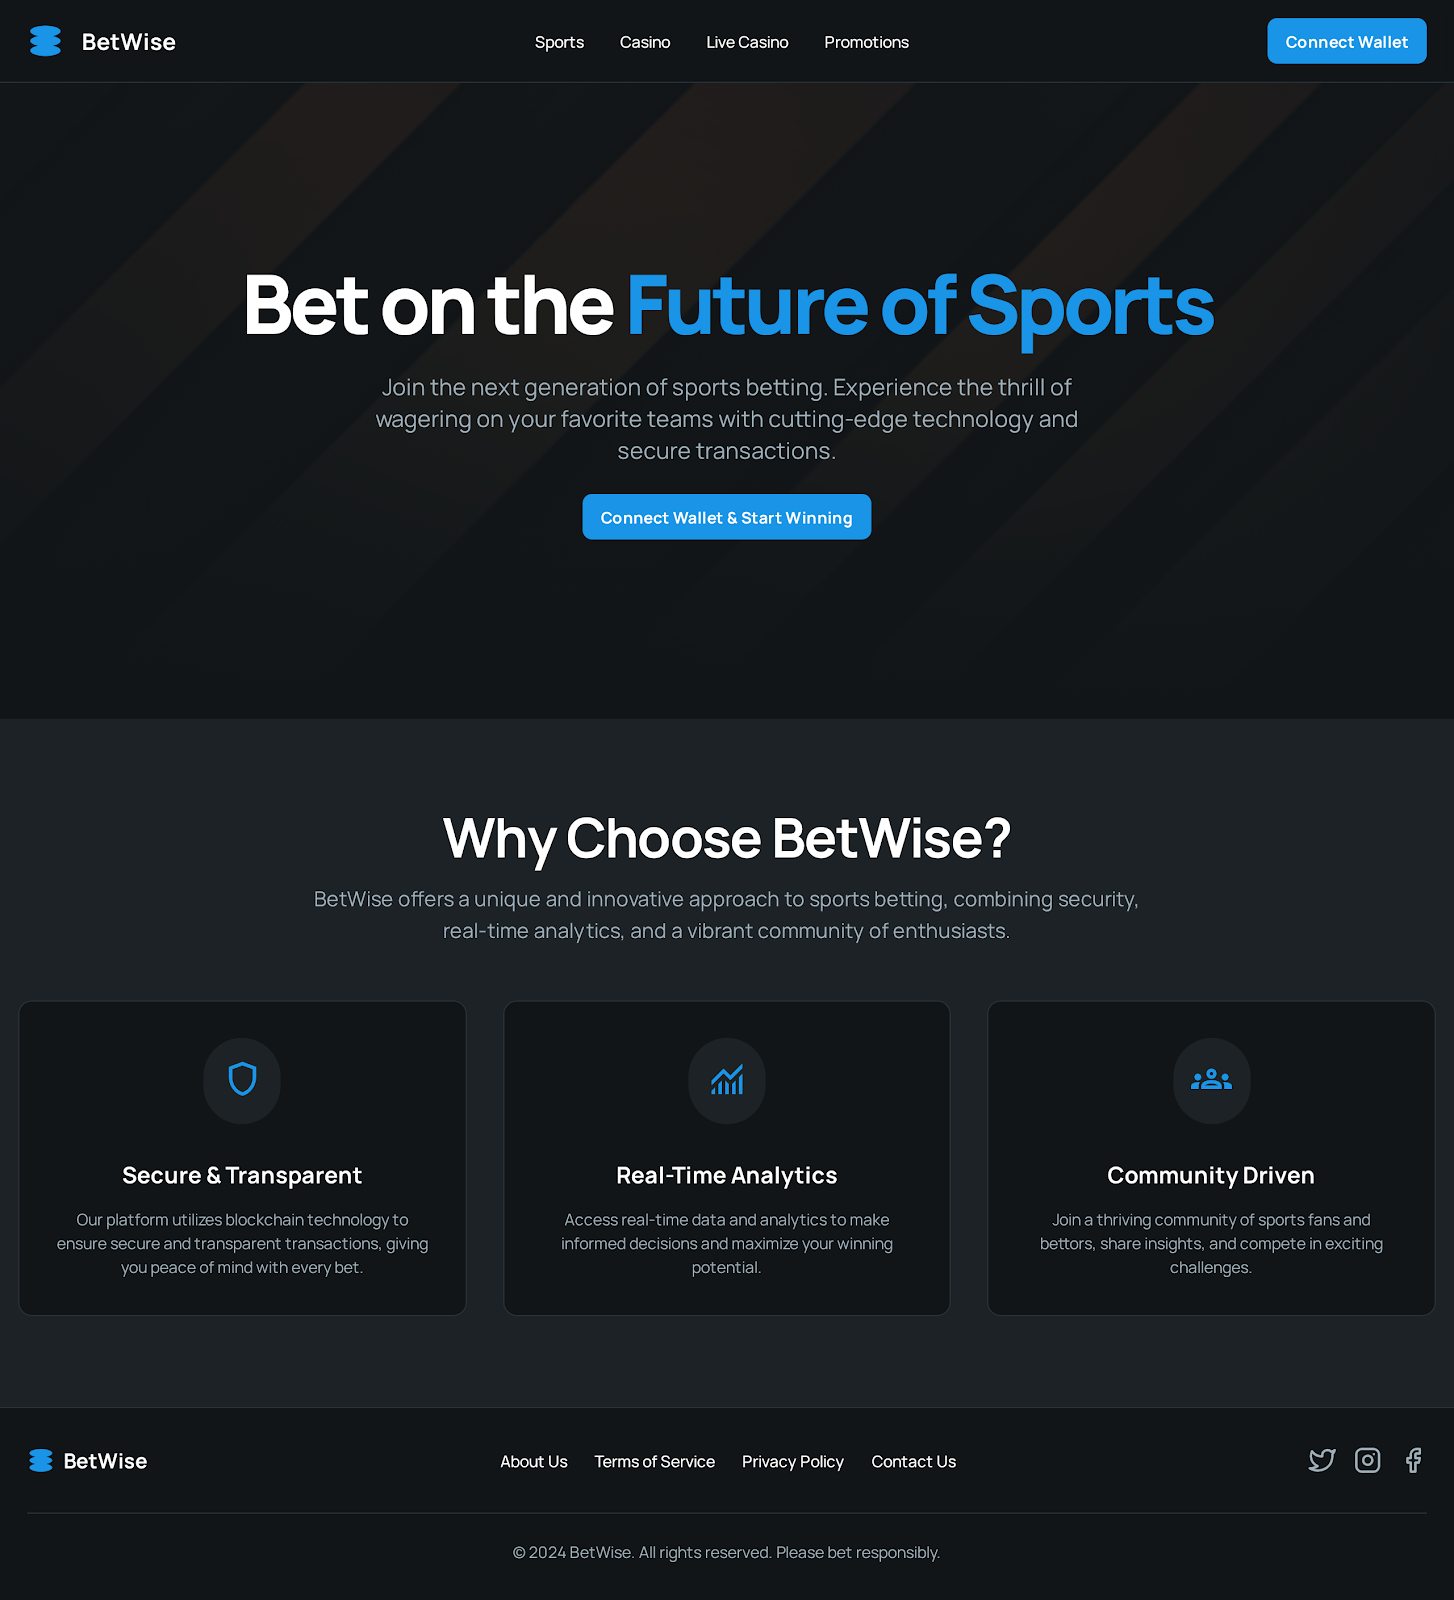 BetWise
Sports
Casino
Live Casino
Promotions
Connect Wallet
Bet on the Future of Sports
Join the next generation of sports betting. Experience the thrill of
wagering on your favorite teams with cutting-edge technology and
secure transactions.
Connect Wallet & Start Winning
Why Choose BetWise?
BetWise offers a unique and innovative approach to sports betting, combining security,
real-time analytics, and a vibrant community of enthusiasts.
Secure & Transparent
Our platform utilizes blockchain technology to
ensure secure and transparent transactions, giving
you peace of mind with every bet.
Real-Time Analytics
Access real-time data and analytics to make
informed decisions and maximize your winning
potential.
Community Driven
Join a thriving community of sports fans and
bettors, share insights, and compete in exciting
challenges.
BetWise
About Us
Terms of Service
Privacy Policy
Contact Us
© 2024 BetWise. All rights reserved. Please bet responsibly.